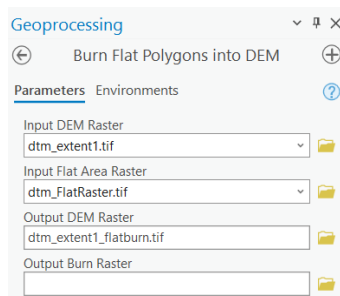 Geoprocessing
Burn Flat Polygons into DEM
Parameters Environments
Input DEM Raster
dtm_extent1.tif
Input Flat Area Raster
dtm_FlatRaster.tif
Output DEM Raster
dtm_extent1_flatburn.tif
Output Burn Raster